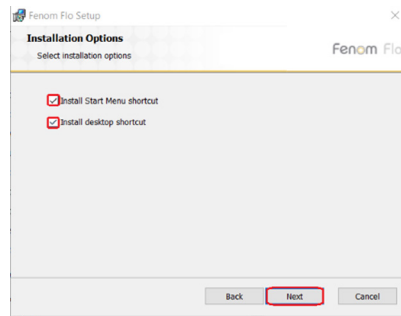 Fenom Flo Setup
Installation Options
Select installation options
Fenom Flo
Install Start Menu shortcut
Install desktop shortcut
Back Next Cancel